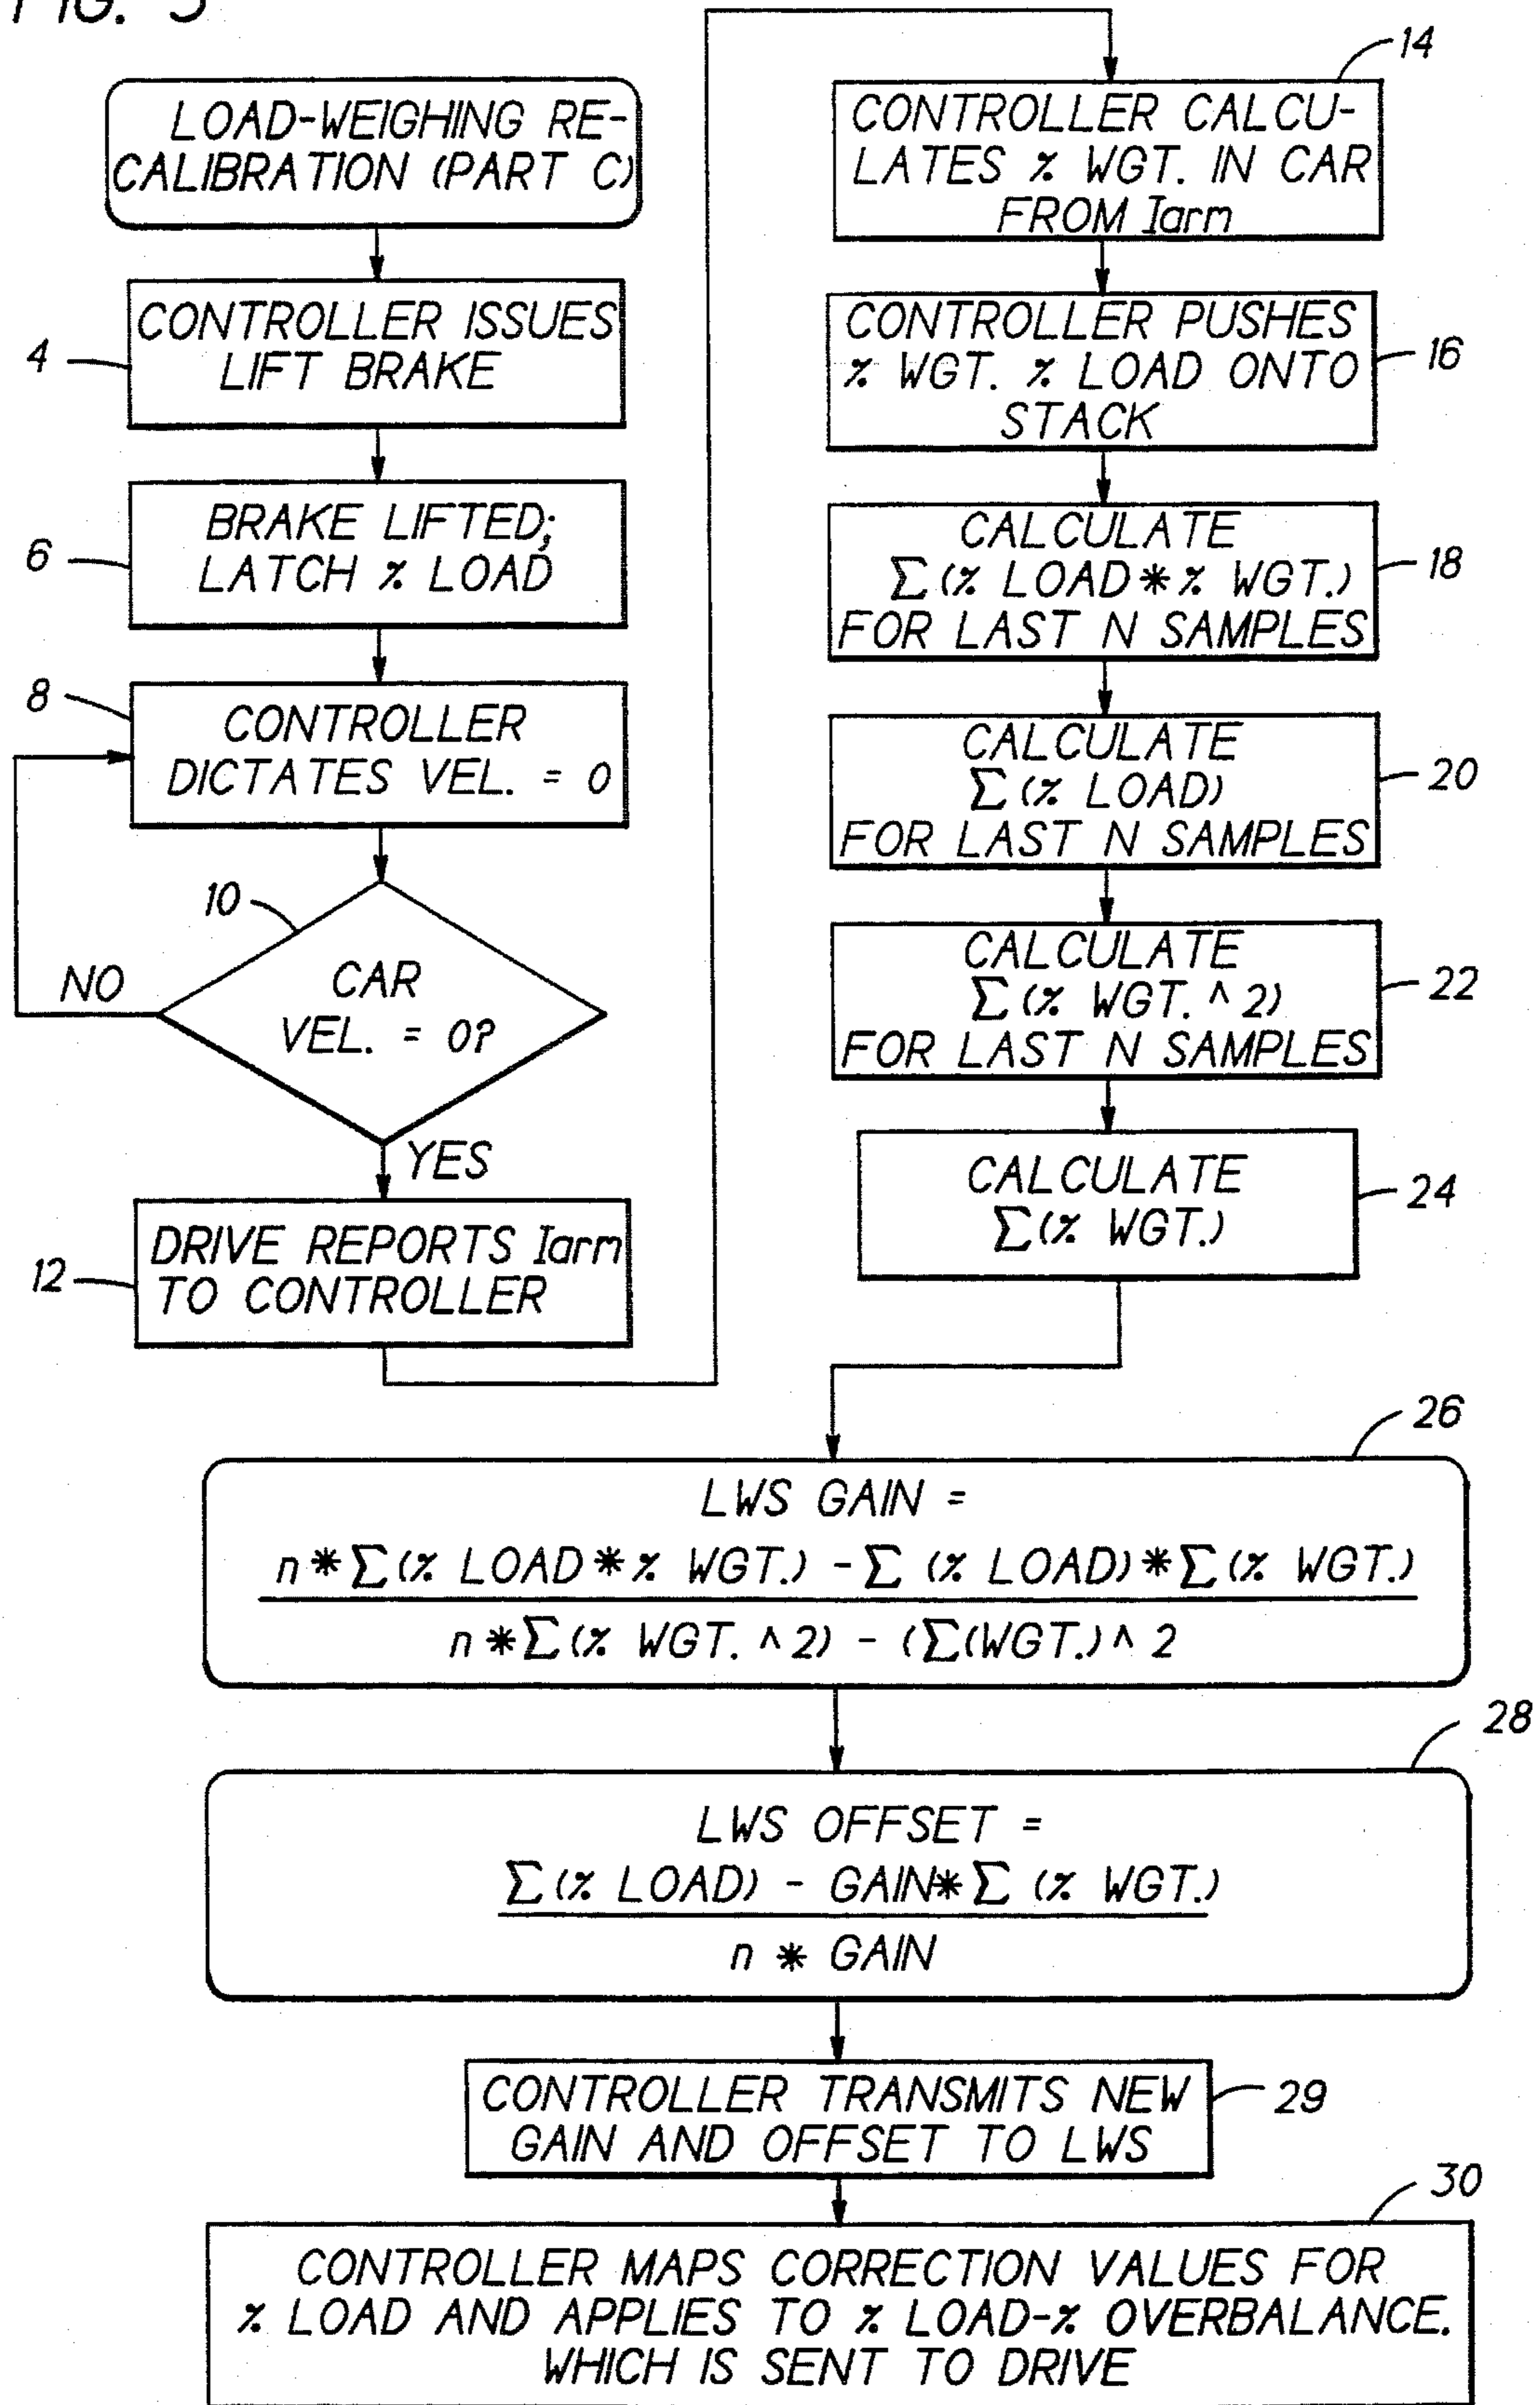 FIG. 5
LOAD-WEIGHING RE-
CALIBRATION (PART C)
4
CONTROLLER ISSUES
LIFT BRAKE
6
BRAKE LIFTED;
LATCH % LOAD
8
CONTROLLER
DICTATES VEL. = 0
10
NO
CAR
VEL. = 0?
YES
12
DRIVE REPORTS Iarm
TO CONTROLLER
14
CONTROLLER CALCU-
LATES % WGT. IN CAR
FROM Iarm
CONTROLLER PUSHES
% WGT. % LOAD ONTO
STACK
16
CALCULATE
Σ(% LOAD*% WGT.)
FOR LAST N SAMPLES
18
CALCULATE
Σ(% LOAD)
FOR LAST N SAMPLES
20
CALCULATE
Σ(% WGT. ^ 2)
FOR LAST N SAMPLES
22
CALCULATE
Σ(% WGT.)
24
26
LWS GAIN =
n*Σ(% LOAD*% WGT.) - Σ (% LOAD)*Σ(% WGT.)
n*Σ(% WGT. ^ 2) - (Σ(WGT.) ^ 2
28
LWS OFFSET =
Σ(% LOAD) - GAIN*Σ (% WGT.)
n * GAIN
CONTROLLER TRANSMITS NEW
GAIN AND OFFSET TO LWS
29
30
CONTROLLER MAPS CORRECTION VALUES FOR
% LOAD AND APPLIES TO % LOAD-% OVERBALANCE.
WHICH IS SENT TO DRIVE